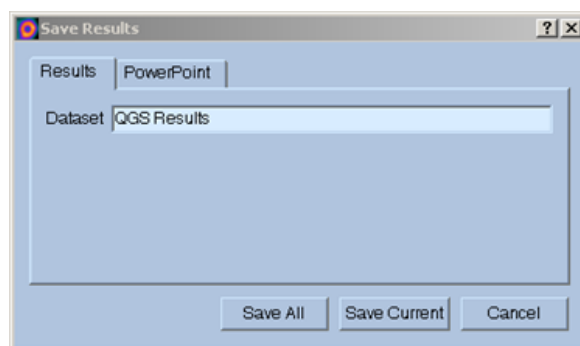 Save Results
Results PowerPoint
Dataset QGS Results
Save All Save Current Cancel